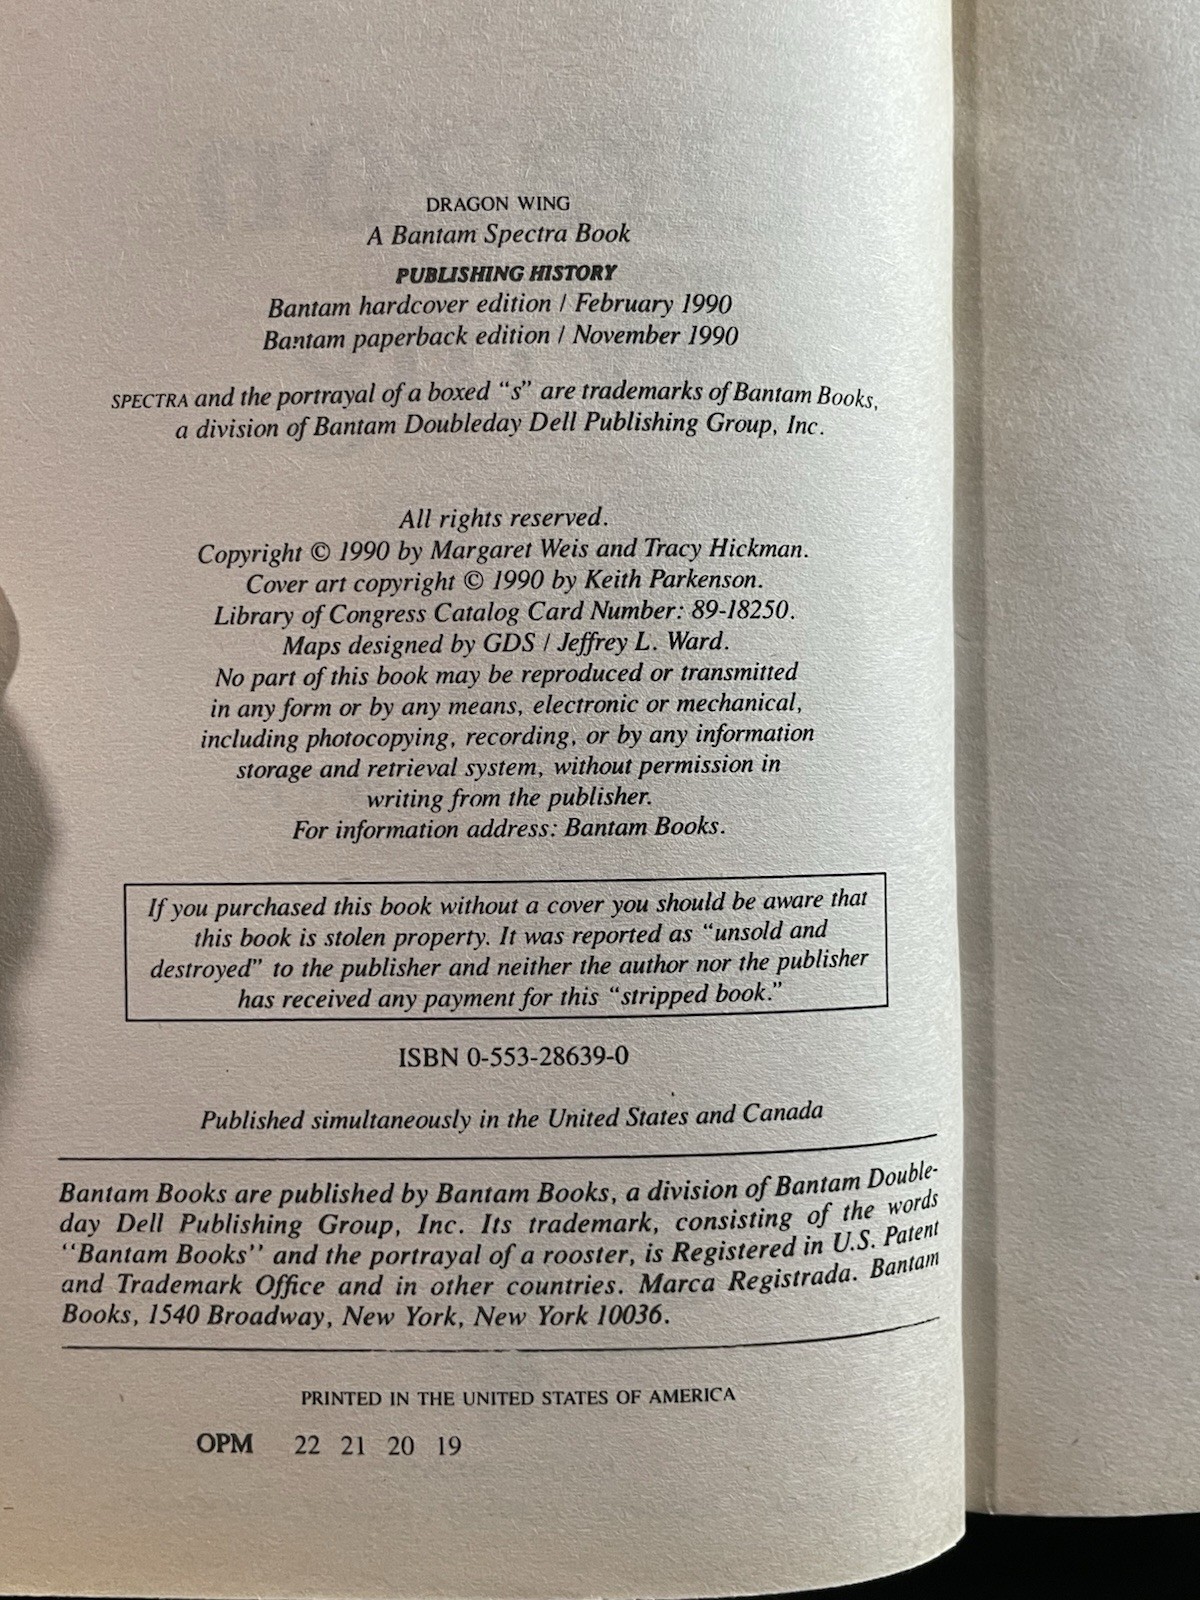 DRAGON WING
A Bantam Spectra Book
PUBLISHING HISTORY
Bantam hardcover edition / February 1990
Bantam paperback edition / November 1990
SPECTRA and the portrayal of a boxed “s” are trademarks of Bantam Books,
a division of Bantam Doubleday Dell Publishing Group, Inc.
All rights reserved.
Copyright © 1990 by Margaret Weis and Tracy Hickman.
Cover art copyright © 1990 by Keith Parkenson.
Library of Congress Catalog Card Number: 89-18250.
Maps designed by GDS / Jeffrey L. Ward.
No part of this book may be reproduced or transmitted
in any form or by any means, electronic or mechanical,
including photocopying, recording, or by any information
storage and retrieval system, without permission in
writing from the publisher.
For information address: Bantam Books.
If you purchased this book without a cover you should be aware that
this book is stolen property. It was reported as “unsold and
destroyed” to the publisher and neither the author nor the publisher
has received any payment for this “stripped book.”
ISBN 0-553-28639-0
Published simultaneously in the United States and Canada
Bantam Books are published by Bantam Books, a division of Bantam Double-
day Dell Publishing Group, Inc. Its trademark, consisting of the words
“Bantam Books” and the portrayal of a rooster, is Registered in U.S. Patent
and Trademark Office and in other countries. Marca Registrada. Bantam
Books, 1540 Broadway, New York, New York 10036.
PRINTED IN THE UNITED STATES OF AMERICA
OPM 22 21 20 19